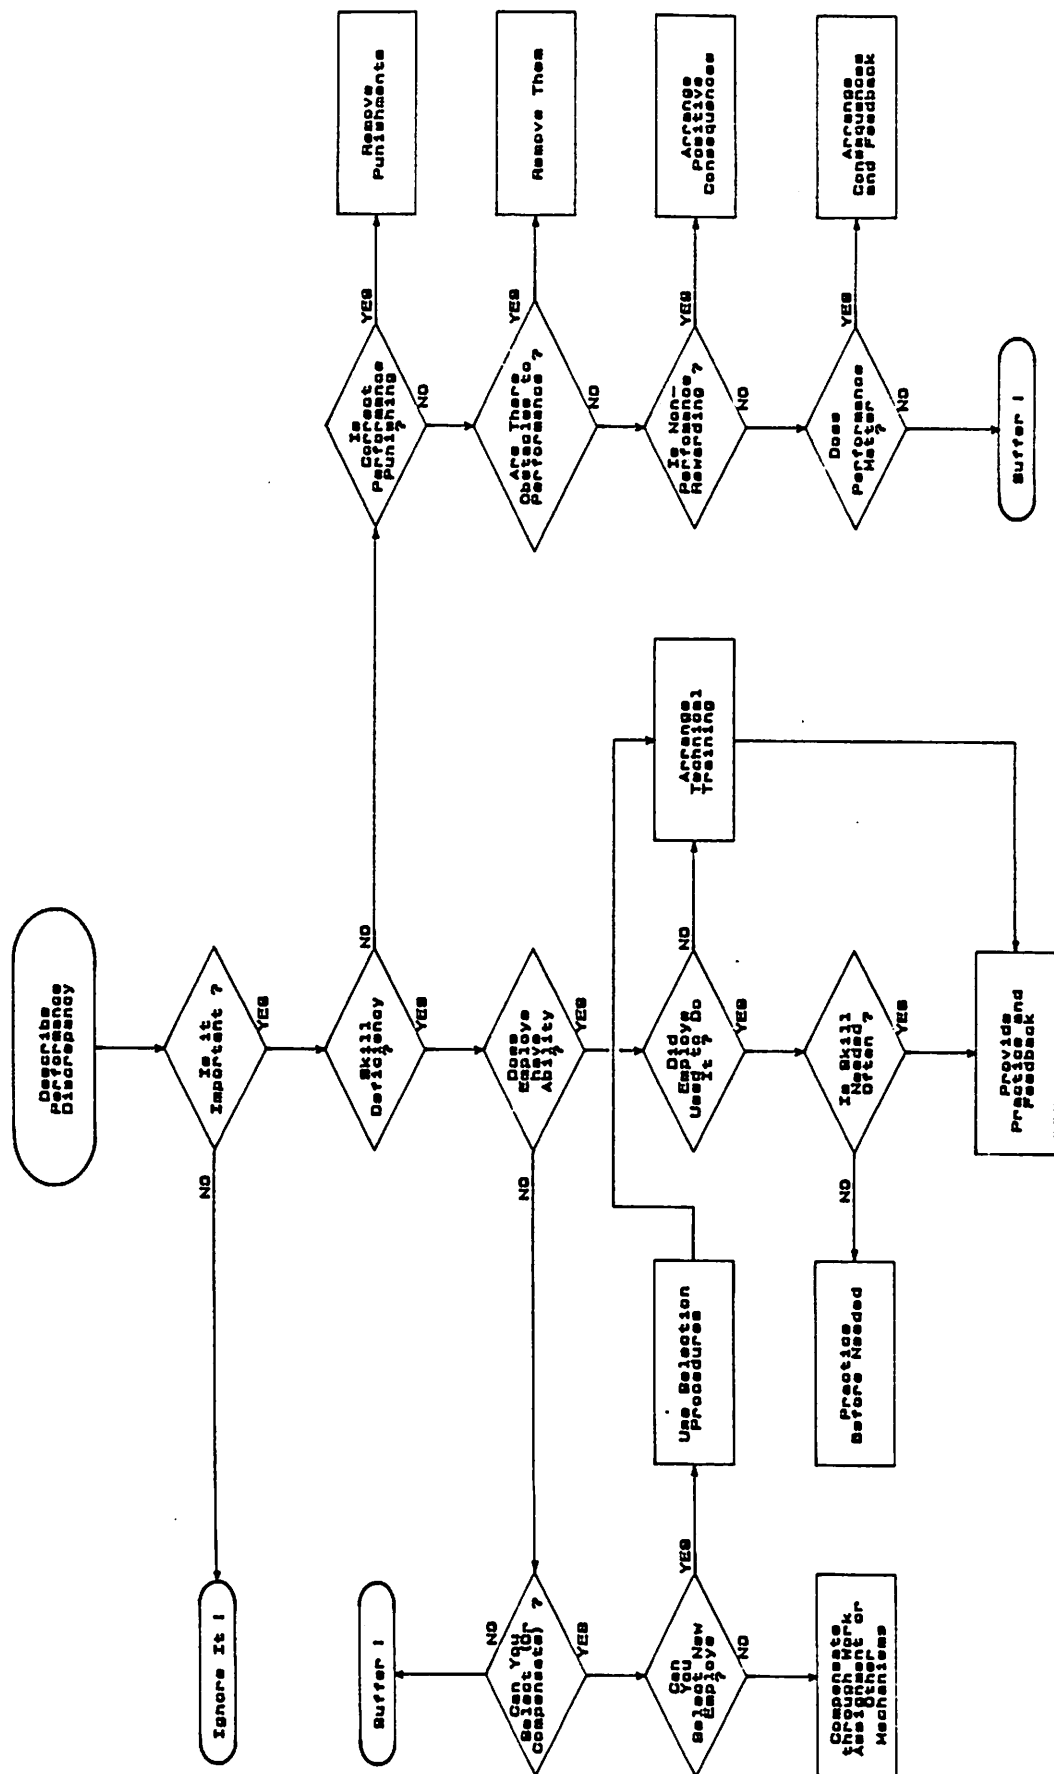 Describe
Performance
Discrepancy
Ignore It !
NO
Is it
Important ?
YES
Suffer !
Skill
Deficiency
?
NO
YES
Is
Correct
Performance
Punishing
?
YES
NO
Remove
Punishments
NO
Can You
Select (Or
Compensate) ?
YES
NO
Does
Employe
have
Ability
?
YES
Are There
Obstacles to
Performance ?
YES
NO
Remove Them
Can
You
Select New
Employe
?
YES
NO
Use Selection
Procedures
Did
Employe
Used to Do
It ?
NO
YES
Arrange
Technical
Training
Is Non-
Perfomance
Rewarding ?
YES
NO
Arrange
Positive
Consequences
Compensate
through Work
Assignment or
Other
Mechanisms
Practice
Before Needed
NO
Is Skill
Needed
Often ?
YES
Does
Performance
Matter
?
YES
NO
Arrange
Consequences
and Feedback
Provide
Practice and
Feedback
Suffer !